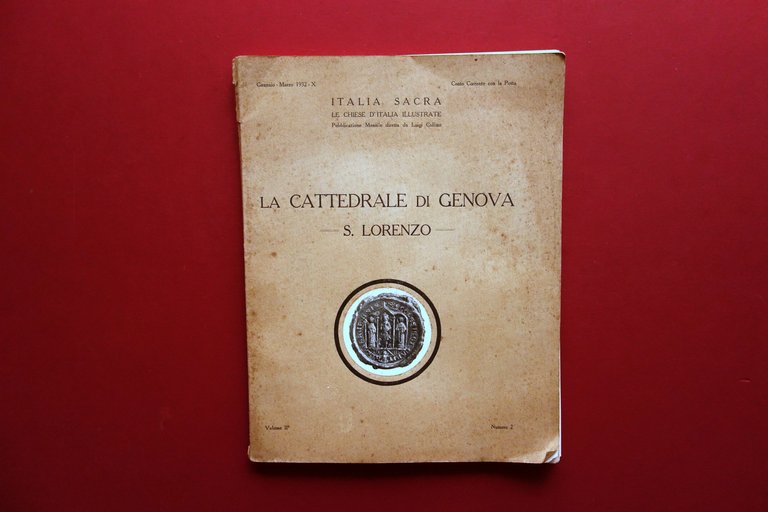 Gennaio - Marzo 1932 - X
Conto Corrente con la Posta
ITALIA SACRA
LE CHIESE D'ITALIA ILLUSTRATE
Pubblicazione Mensile diretta da Luigi Collino
LA CATTEDRALE DI GENOVA
S. LORENZO
Volume II°
Numero 2